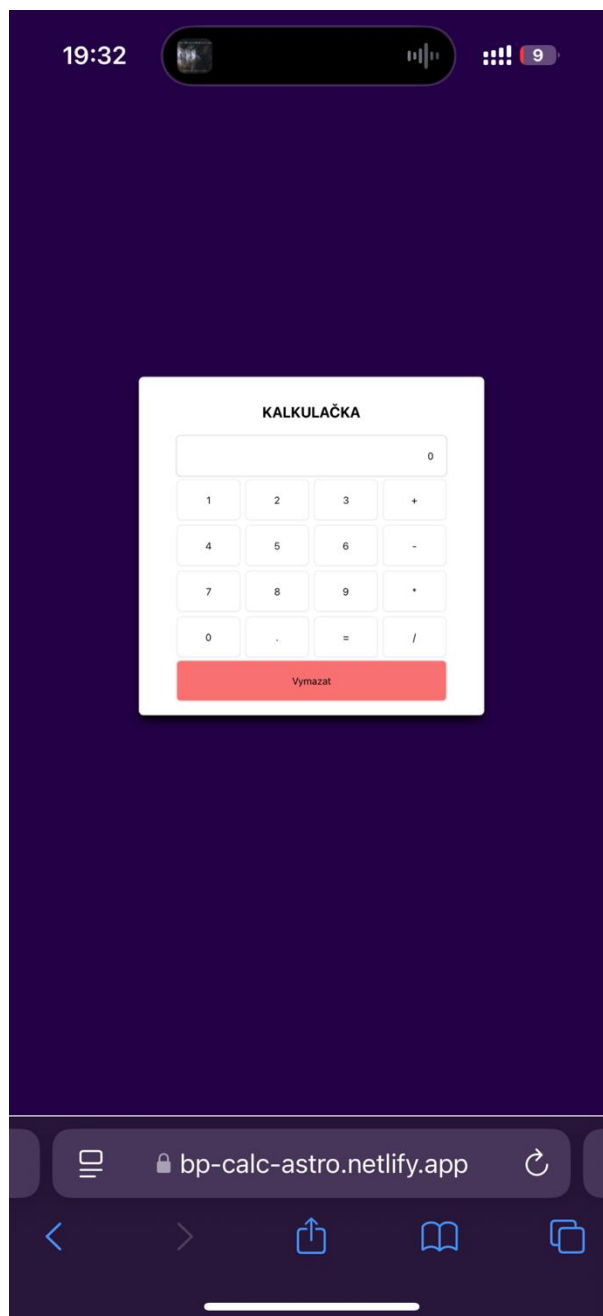 19:32 9
KALKULAČKA
0
1 2 3 +
4 5 6 -
7 8 9 *
0 . = /
Vymazat
bp-calc-astro.netlify.app